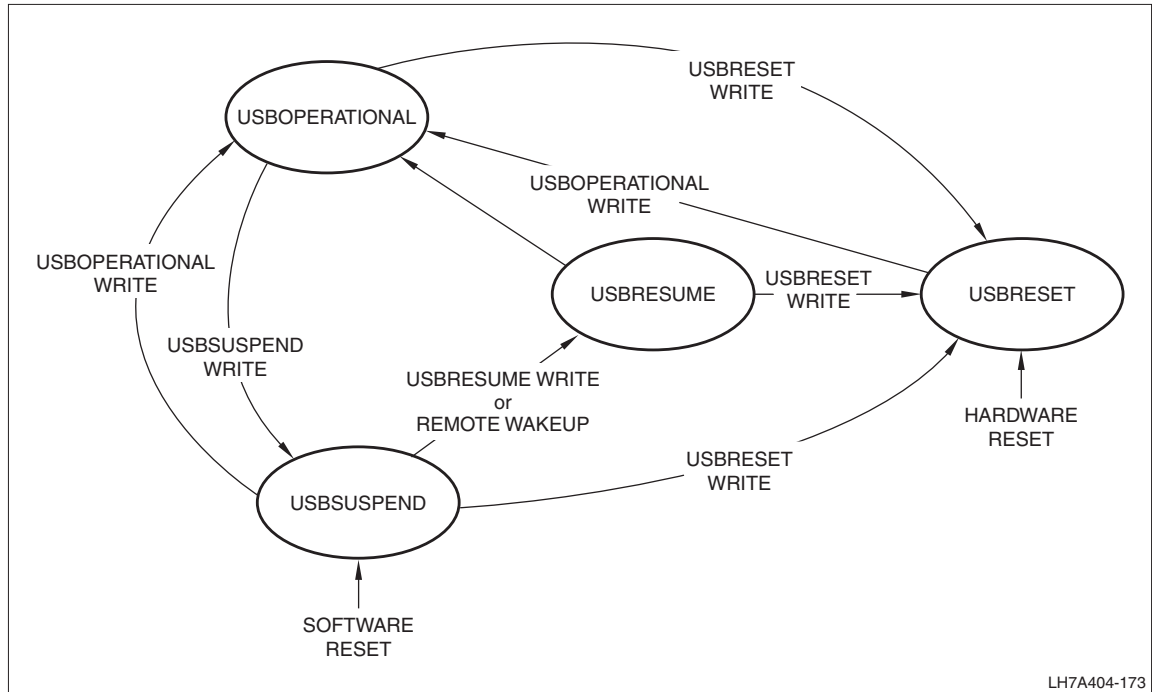 USBRESET
WRITE
USBOPERATIONAL
USBOPERATIONAL
WRITE
USBOPERATIONAL
WRITE
USBRESUME
USBRESET
WRITE
USBRESET
USBSUSPEND
WRITE
USBRESUME WRITE
or
REMOTE WAKEUP
HARDWARE
RESET
USBRESET
WRITE
USBSUSPEND
SOFTWARE
RESET
LH7A404-173